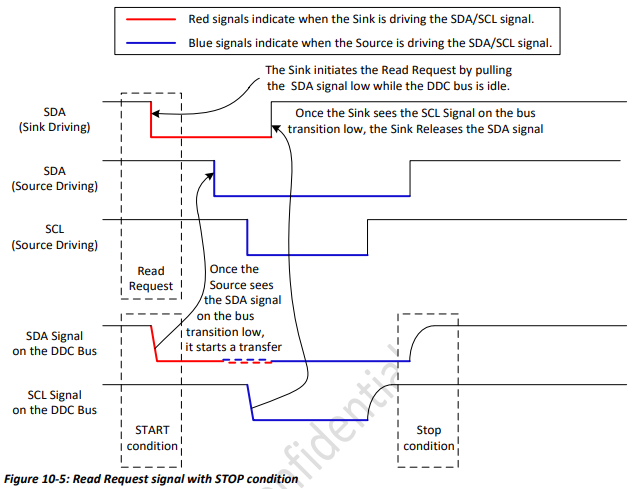 Red signals indicate when the Sink is driving the SDA/SCL signal.
Blue signals indicate when the Source is driving the SDA/SCL signal.
The Sink initiates the Read Request by pulling
the SDA signal low while the DDC bus is idle.
SDA
(Sink Driving)
Once the Sink sees the SCL Signal on the bus
transition low, the Sink Releases the SDA signal
SDA
(Source Driving)
SCL
(Source Driving)
Read
Request
Once the
Source sees
the SDA signal
on the bus
transition low,
it starts a transfer
SDA Signal
on the DDC Bus
SCL Signal
on the DDC Bus
START
condition
Stop
condition
Figure 10-5: Read Request signal with STOP condition